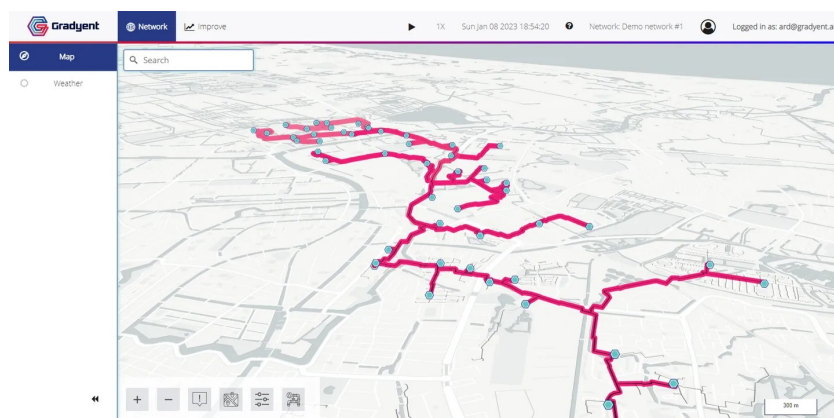 Gradyent
Network
Improve
1X
Sun Jan 08 2023 18:54:20
Network: Demo network #1
Logged in as: ard@gradyent.a
Map
Weather
Search
300 m